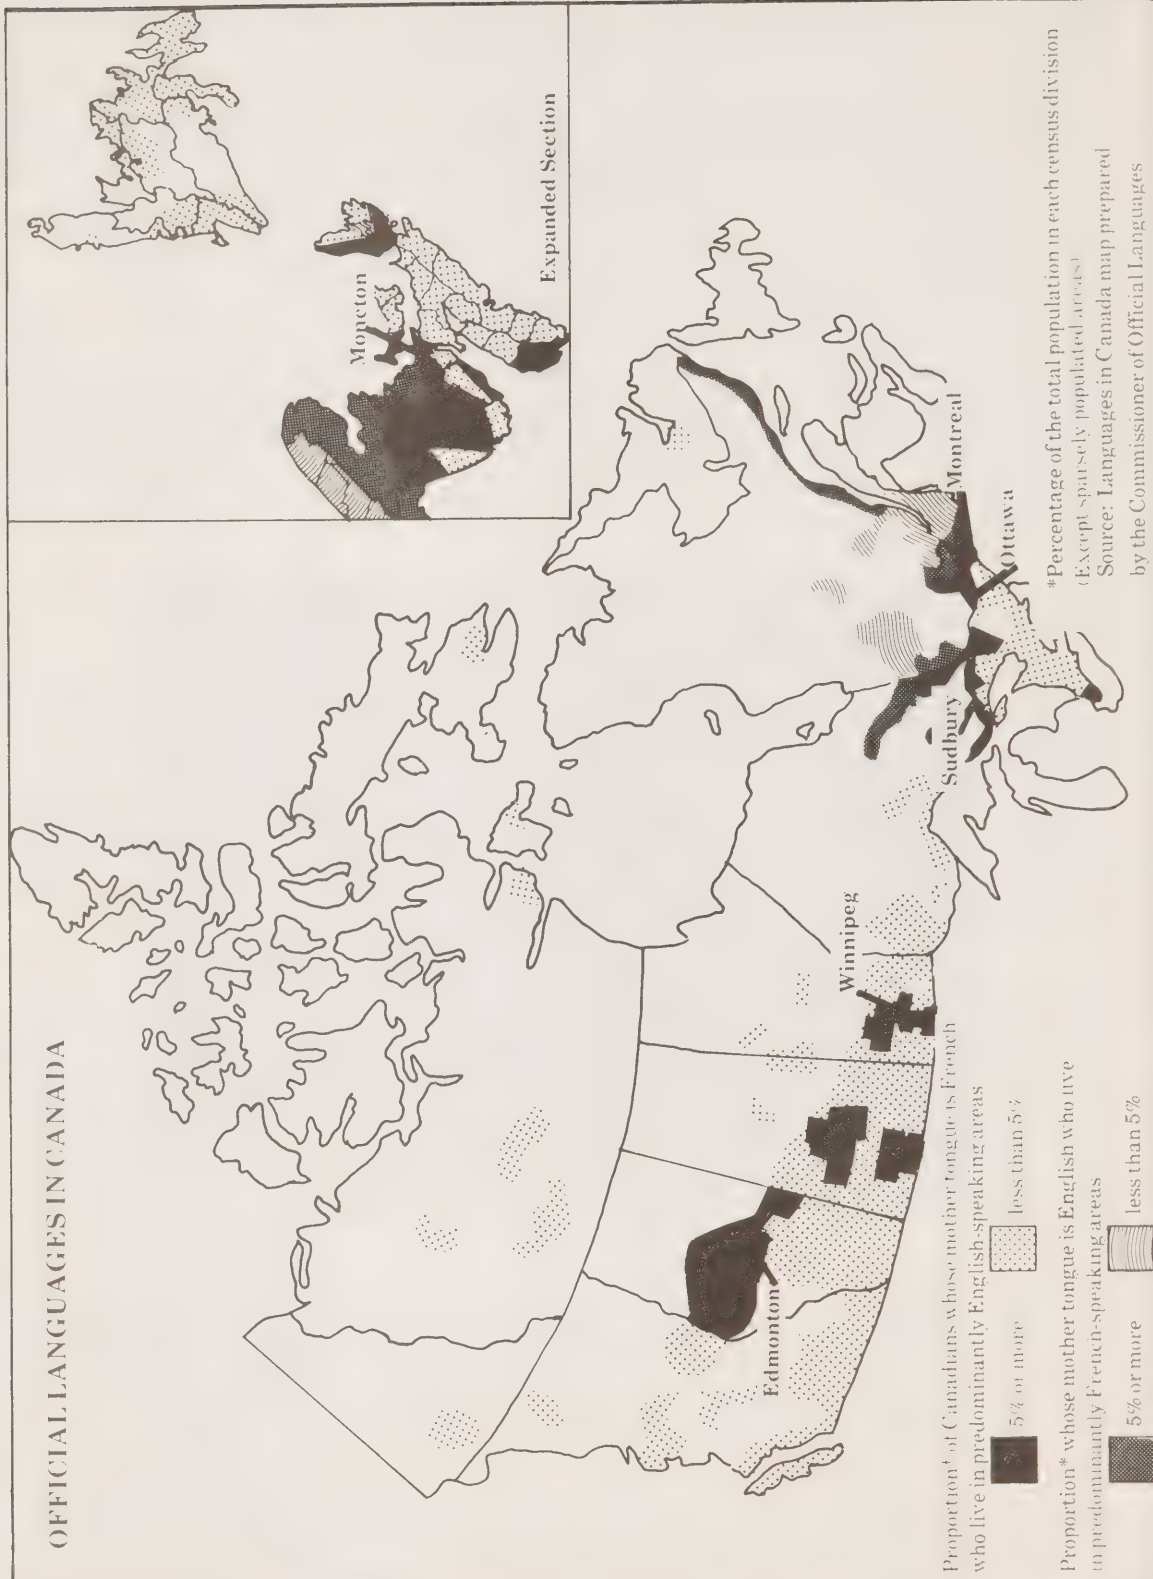 OFFICIAL LANGUAGES IN CANADA
Moncton
Expanded Section
Edmonton
Winnipeg
Sudbury
Ottawa
Montreal
Proportion* of Canadians whose mother tongue is French
who live in predominantly English-speaking areas
5% or more
less than 5%
Proportion* whose mother tongue is English who live
in predominantly French-speaking areas
5% or more
less than 5%
*Percentage of the total population in each census division
(Except sparsely populated areas)
Source: Languages in Canada map prepared
by the Commissioner of Official Languages